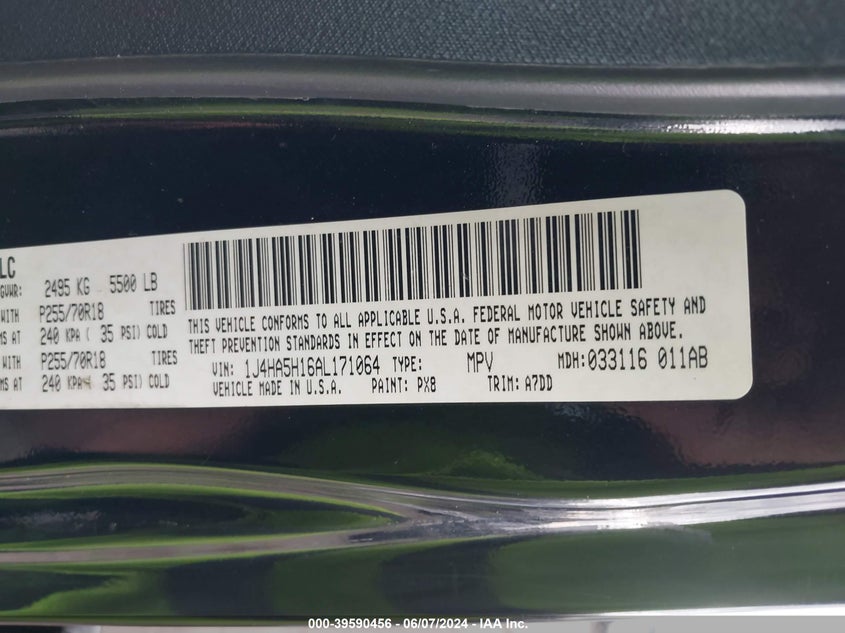 LC
GVWR: 2495 KG 5500 LB
WITH P255/70R18 TIRES
MS AT 240 KPA ( 35 PSI) COLD
WITH P255/70R18 TIRES
MS AT 240 KPA 35 PSI) COLD
THIS VEHICLE CONFORMS TO ALL APPLICABLE U.S.A. FEDERAL MOTOR VEHICLE SAFETY AND
THEFT PREVENTION STANDARDS IN EFFECT ON THE DATE OF MANUFACTURE SHOWN ABOVE.
VIN: 1J4HA5H16AL171064 TYPE: MPV MDH: 033116 011AB
VEHICLE MADE IN U.S.A. PAINT: PX8 TRIM: A7DD
000-39590456 - 06/07/2024 - IAA Inc.